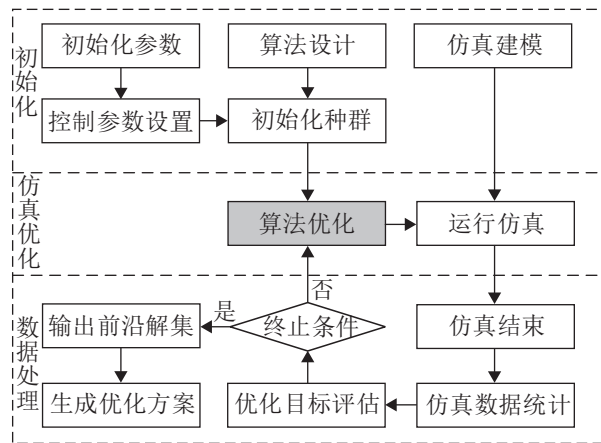 初始化
初始化参数
算法设计
仿真建模
控制参数设置
初始化种群
仿真优化
算法优化
运行仿真
数据处理
否
是
输出前沿解集
终止条件
仿真结束
生成优化方案
优化目标评估
仿真数据统计